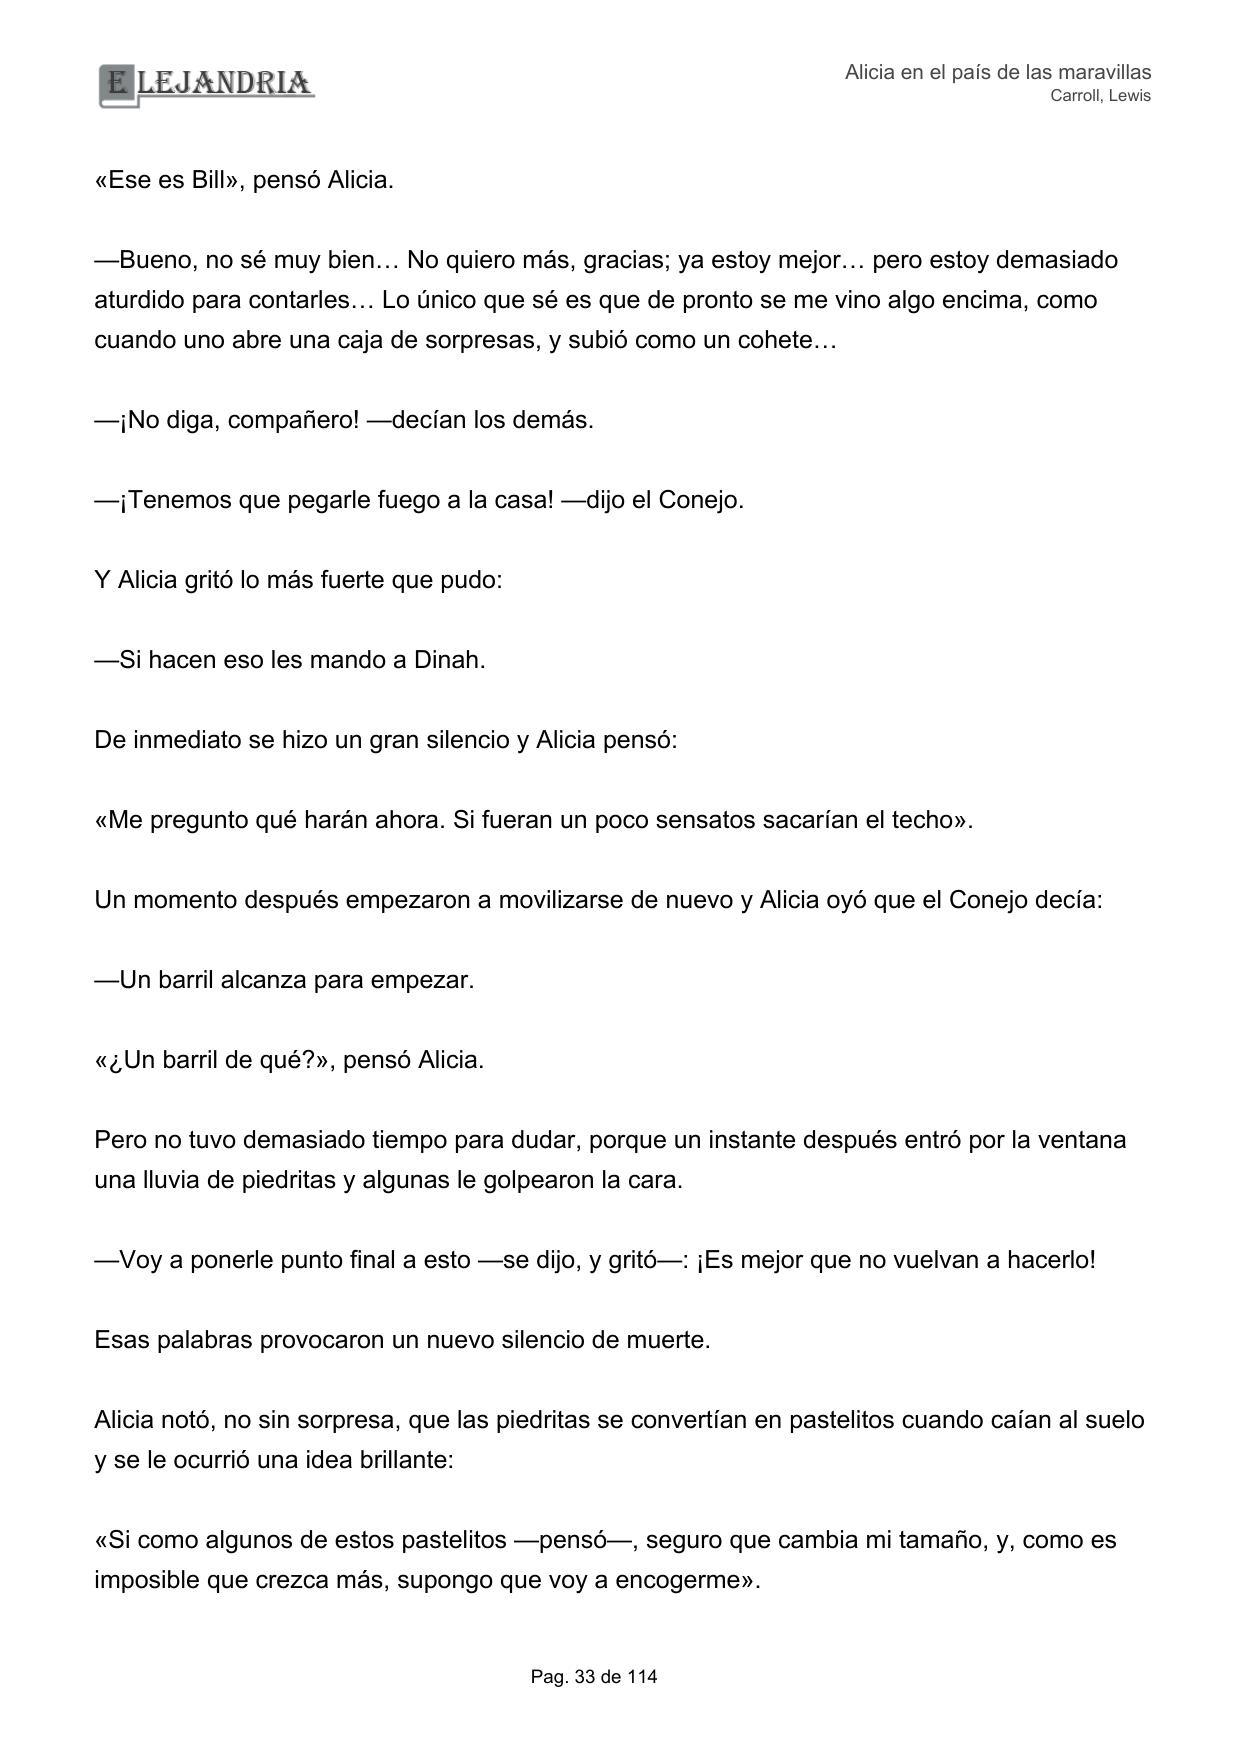 ELEJANDRIA
Alicia en el país de las maravillas
Carroll, Lewis
«Ese es Bill», pensó Alicia.
—Bueno, no sé muy bien… No quiero más, gracias; ya estoy mejor… pero estoy demasiado
aturdido para contarles… Lo único que sé es que de pronto se me vino algo encima, como
cuando uno abre una caja de sorpresas, y subió como un cohete…
—¡No diga, compañero! —decían los demás.
—¡Tenemos que pegarle fuego a la casa! —dijo el Conejo.
Y Alicia gritó lo más fuerte que pudo:
—Si hacen eso les mando a Dinah.
De inmediato se hizo un gran silencio y Alicia pensó:
«Me pregunto qué harán ahora. Si fueran un poco sensatos sacarían el techo».
Un momento después empezaron a movilizarse de nuevo y Alicia oyó que el Conejo decía:
—Un barril alcanza para empezar.
«¿Un barril de qué?», pensó Alicia.
Pero no tuvo demasiado tiempo para dudar, porque un instante después entró por la ventana
una lluvia de piedritas y algunas le golpearon la cara.
—Voy a ponerle punto final a esto —se dijo, y gritó—: ¡Es mejor que no vuelvan a hacerlo!
Esas palabras provocaron un nuevo silencio de muerte.
Alicia notó, no sin sorpresa, que las piedritas se convertían en pastelitos cuando caían al suelo
y se le ocurrió una idea brillante:
«Si como algunos de estos pastelitos —pensó—, seguro que cambia mi tamaño, y, como es
imposible que crezca más, supongo que voy a encogerme».
Pag. 33 de 114